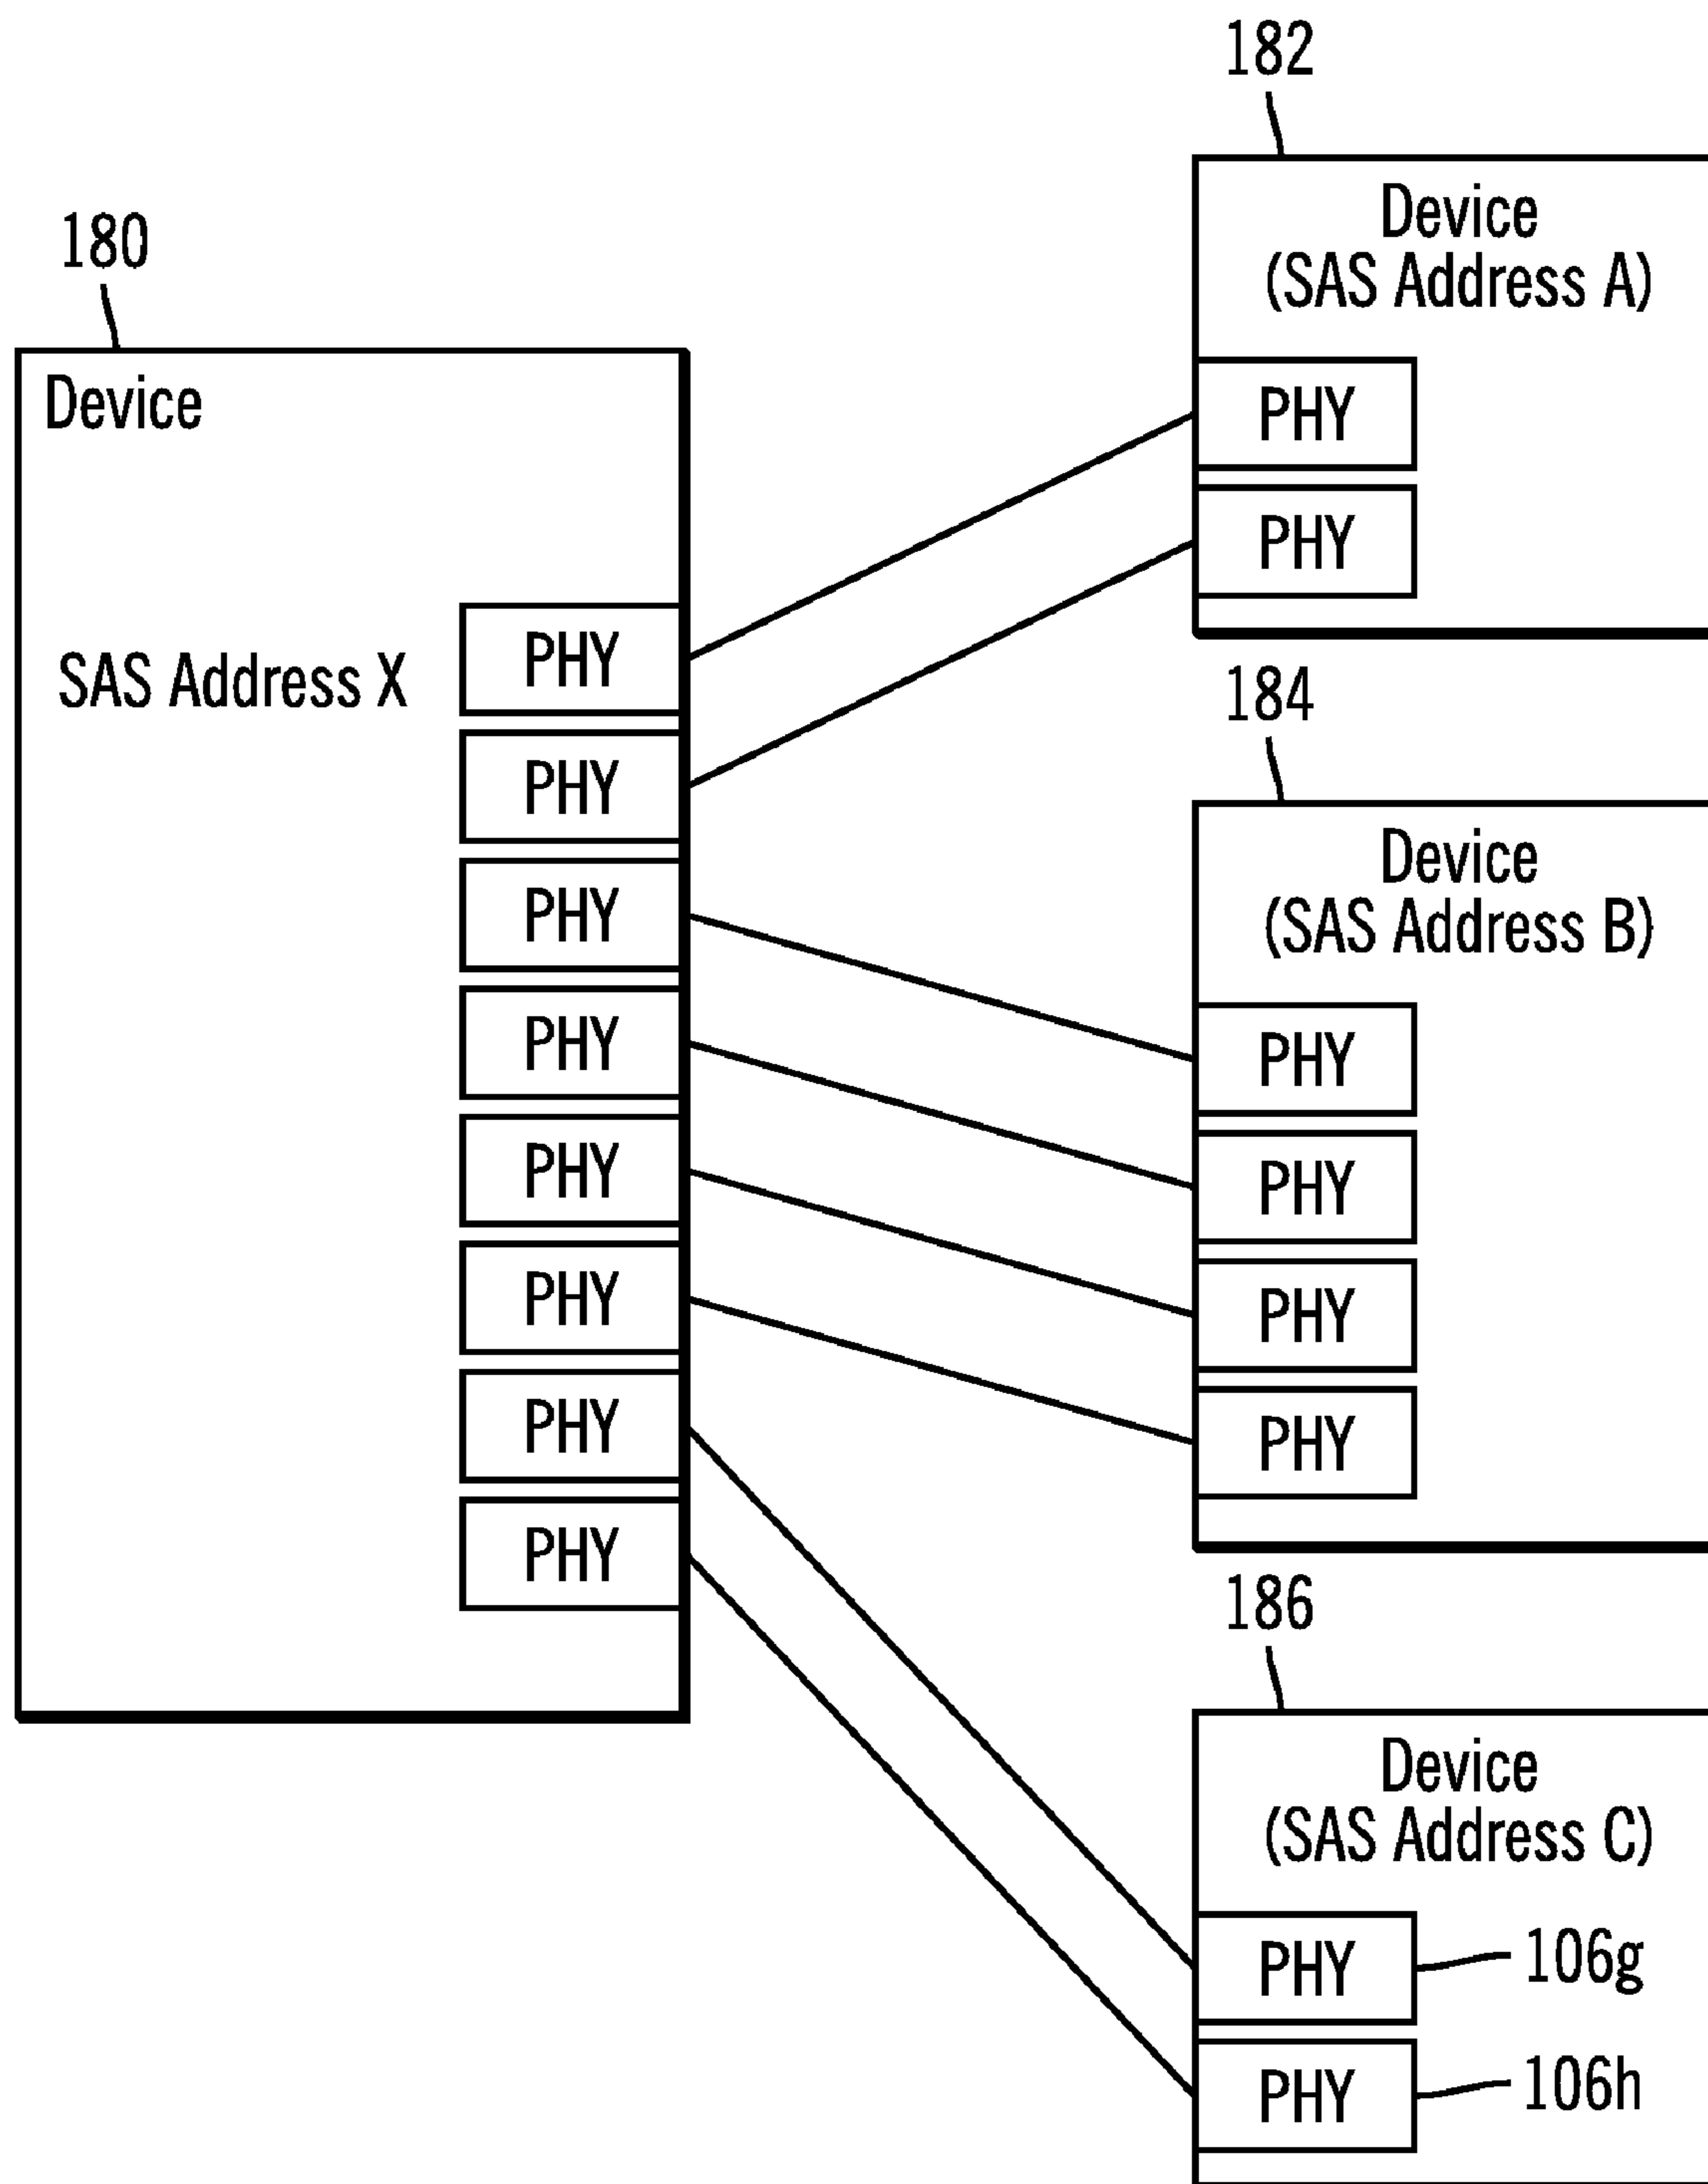 180
Device
SAS Address X
PHY
PHY
PHY
PHY
PHY
PHY
PHY
PHY
182
Device
(SAS Address A)
PHY
PHY
184
Device
(SAS Address B)
PHY
PHY
PHY
PHY
186
Device
(SAS Address C)
PHY
106g
PHY
106h